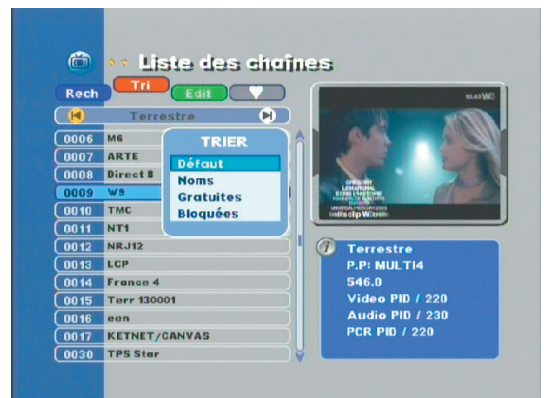 Liste des chaînes
Rech
Tri
Edit
Terrestre
0006 M6
0007 ARTE
0008 Direct 8
0009 W9
0010 TMC
0011 NT1
0012 NRJ12
0013 LCP
0014 France 4
0015 Terr 130001
0016 een
0017 KETNET/CANVAS
0030 TPS Star
TRIER
Défaut
Noms
Gratuites
Bloquées
GREGORY
LEMARCHAL
Terrestre
P.P: MULTI4
546.0
Video PID / 220
Audio PID / 230
PCR PID / 220